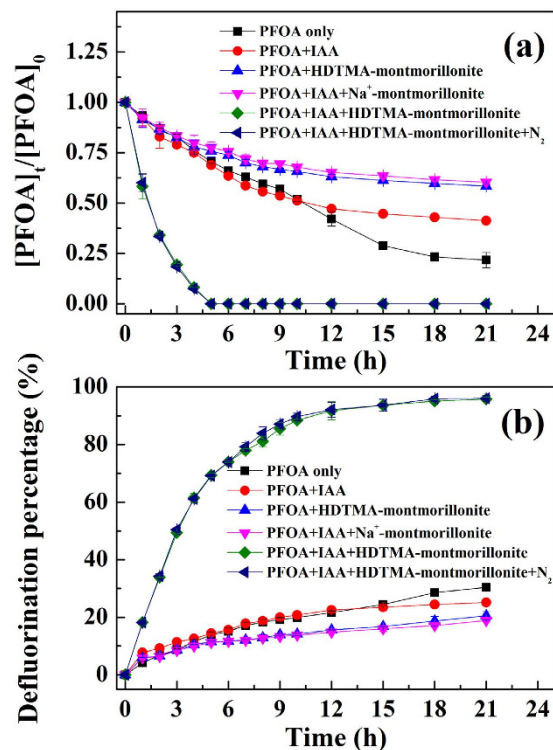 (a)
PFOA only
PFOA+IAA
PFOA+HDTMA-montmorillonite
PFOA+IAA+Na⁺-montmorillonite
PFOA+IAA+HDTMA-montmorillonite
PFOA+IAA+HDTMA-montmorillonite+N₂
[PFOA]ₜ/[PFOA]₀
1.00
0.75
0.50
0.25
0.00
0 3 6 9 12 15 18 21 24
Time (h)
(b)
Defluorination percentage (%)
100
80
60
40
20
0
PFOA only
PFOA+IAA
PFOA+HDTMA-montmorillonite
PFOA+IAA+Na⁺-montmorillonite
PFOA+IAA+HDTMA-montmorillonite
PFOA+IAA+HDTMA-montmorillonite+N₂
0 3 6 9 12 15 18 21 24
Time (h)